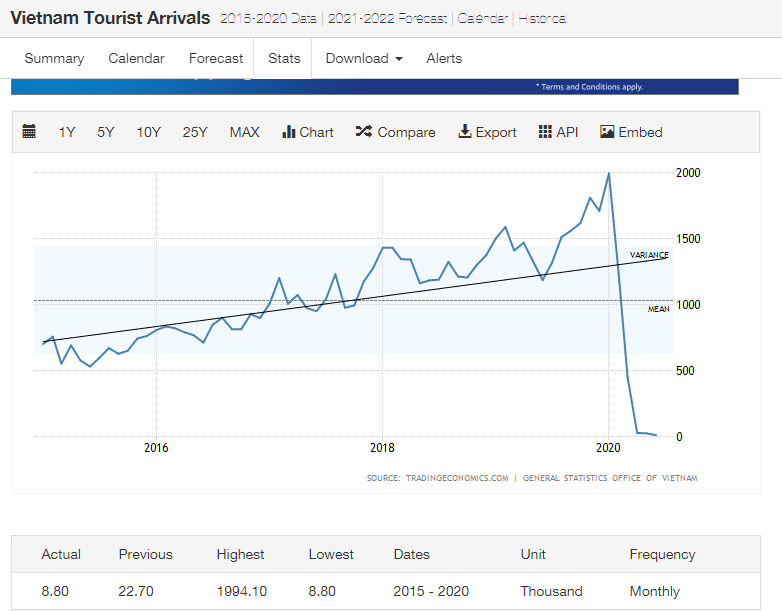 Vietnam Tourist Arrivals 2015-2020 Data | 2021-2022 Forecast | Calendar | Historical
Summary Calendar Forecast Stats Download Alerts
* Terms and Conditions apply.
1Y 5Y 10Y 25Y MAX Chart Compare Export API Embed
2000
1500
VARIANCE
1000
MEAN
500
0
2016 2018 2020
SOURCE: TRADINGECONOMICS.COM | GENERAL STATISTICS OFFICE OF VIETNAM
Actual Previous Highest Lowest Dates Unit Frequency
8.80 22.70 1994.10 8.80 2015 - 2020 Thousand Monthly